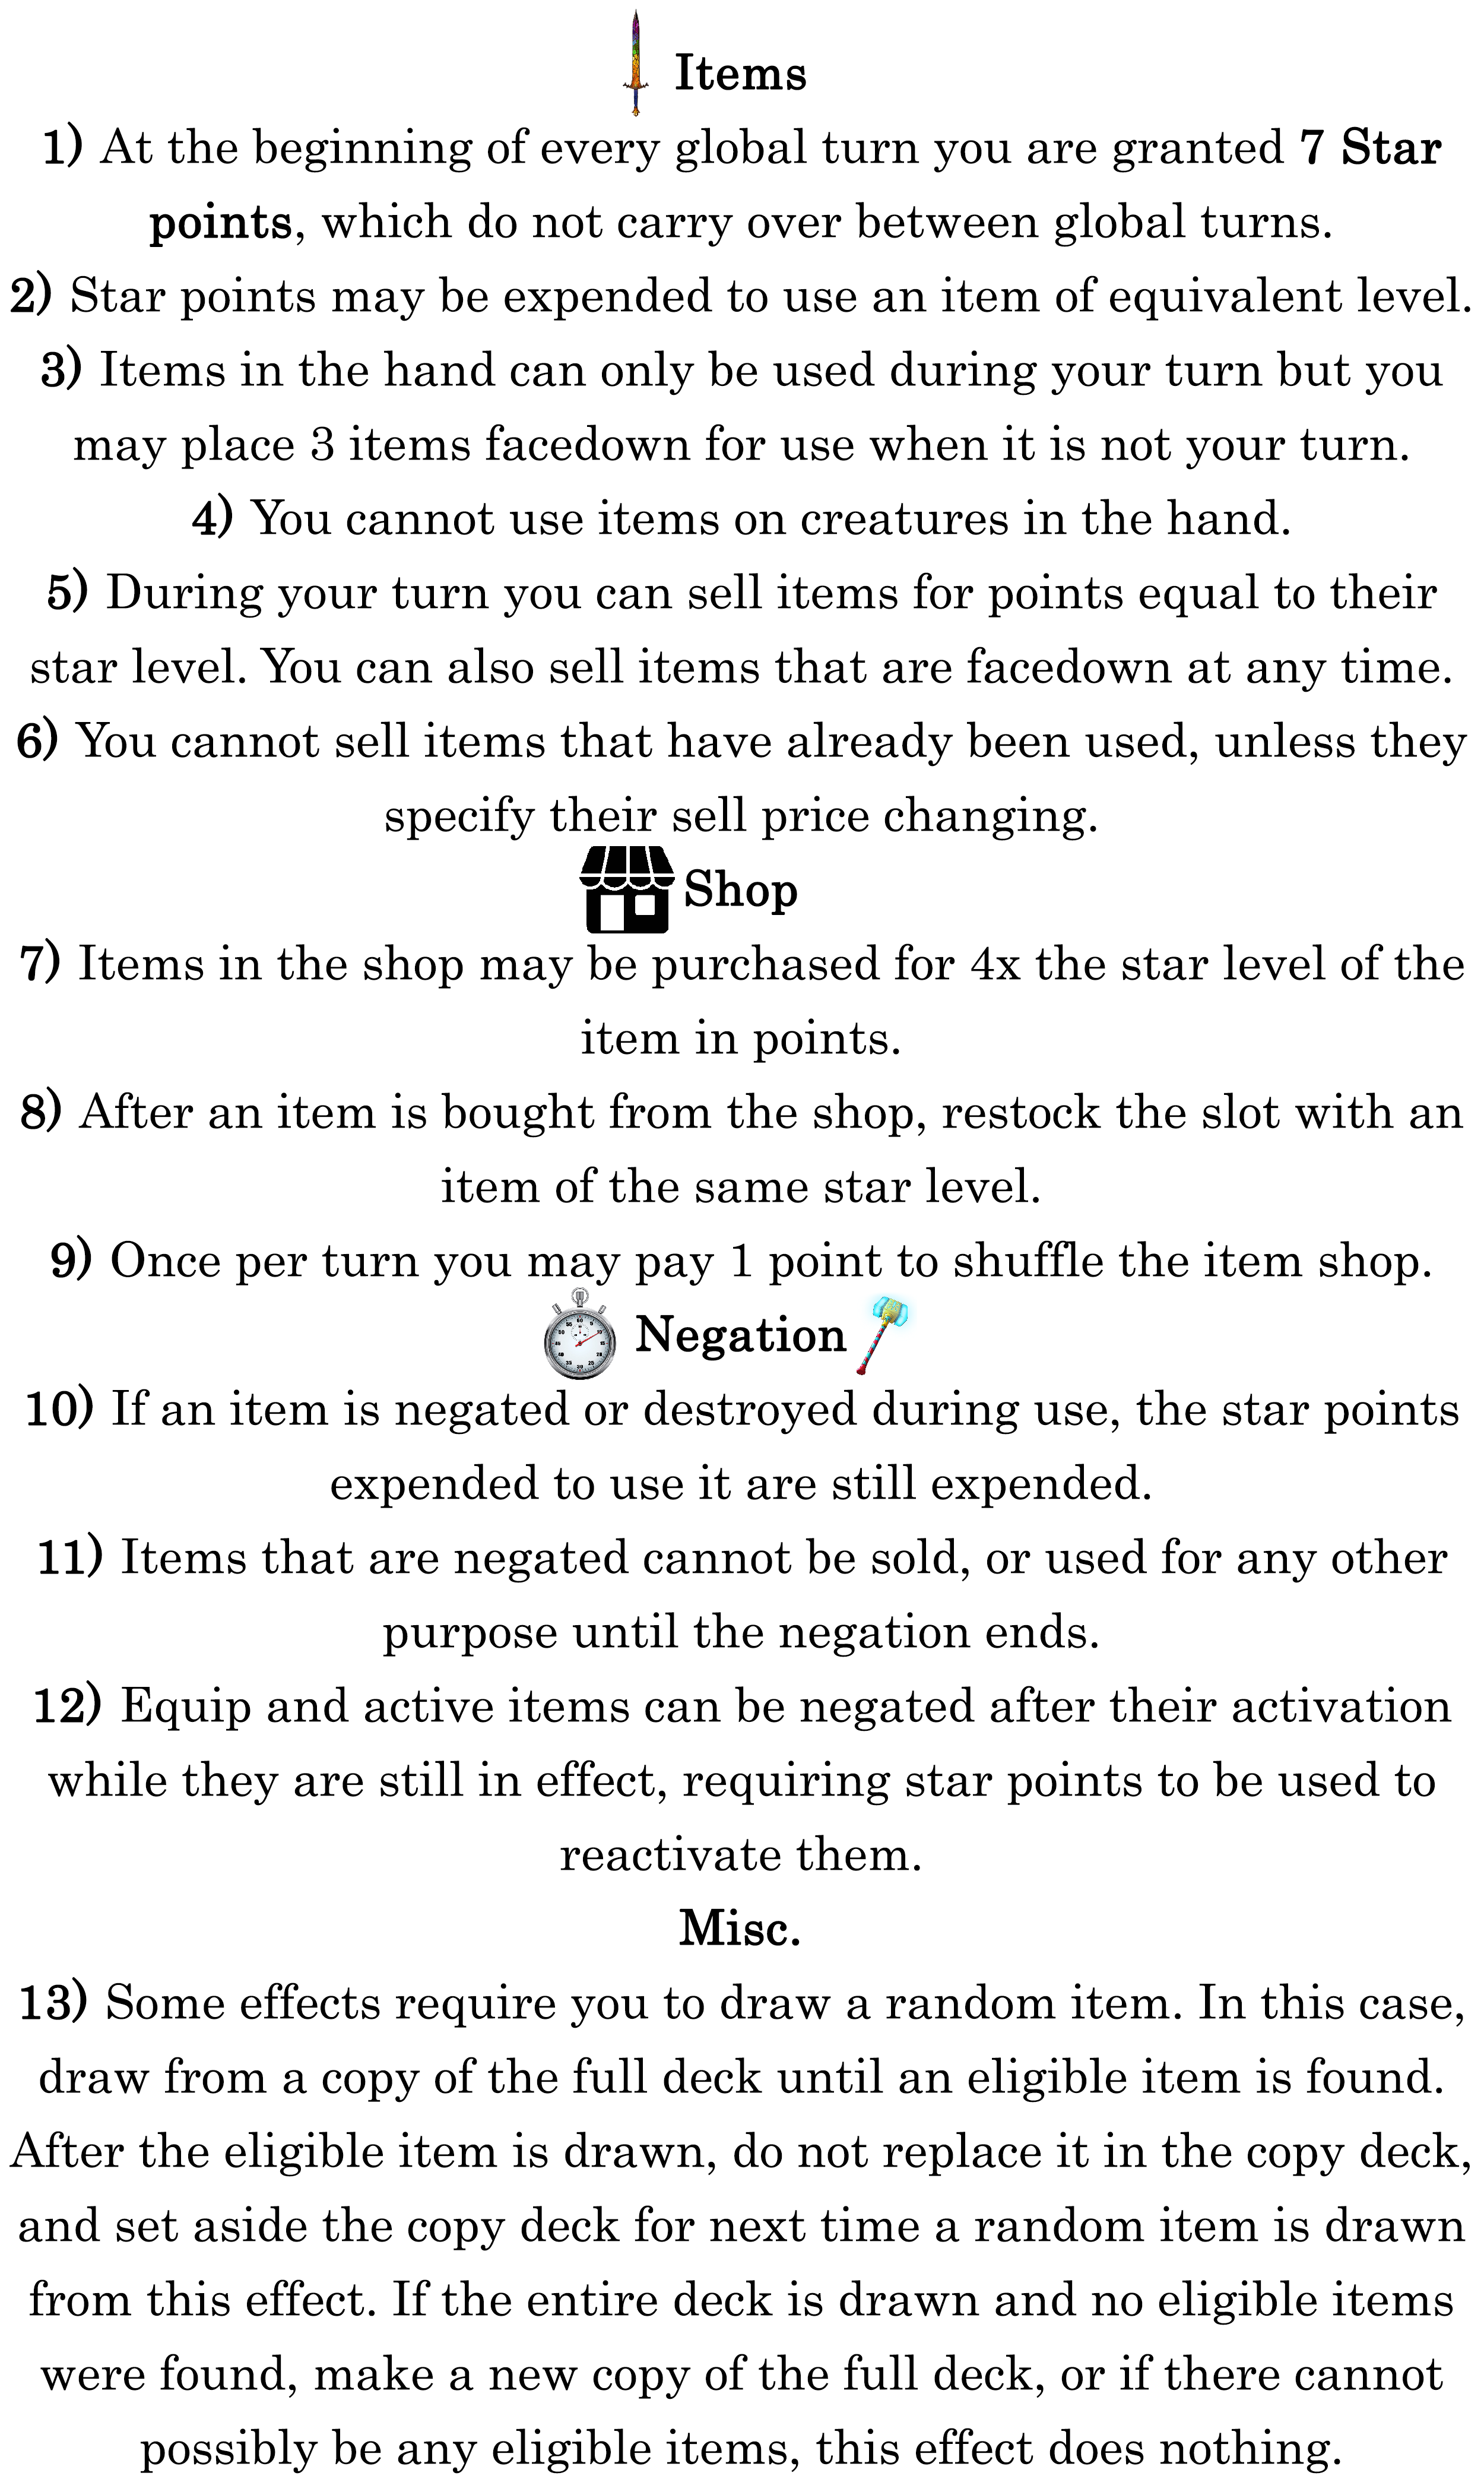 Items
1) At the beginning of every global turn you are granted 7 Star
points, which do not carry over between global turns.
2) Star points may be expended to use an item of equivalent level.
3) Items in the hand can only be used during your turn but you
may place 3 items facedown for use when it is not your turn.
4) You cannot use items on creatures in the hand.
5) During your turn you can sell items for points equal to their
star level. You can also sell items that are facedown at any time.
6) You cannot sell items that have already been used, unless they
specify their sell price changing.
Shop
7) Items in the shop may be purchased for 4x the star level of the
item in points.
8) After an item is bought from the shop, restock the slot with an
item of the same star level.
9) Once per turn you may pay 1 point to shuffle the item shop.
Negation
10) If an item is negated or destroyed during use, the star points
expended to use it are still expended.
11) Items that are negated cannot be sold, or used for any other
purpose until the negation ends.
12) Equip and active items can be negated after their activation
while they are still in effect, requiring star points to be used to
reactivate them.
Misc.
13) Some effects require you to draw a random item. In this case,
draw from a copy of the full deck until an eligible item is found.
After the eligible item is drawn, do not replace it in the copy deck,
and set aside the copy deck for next time a random item is drawn
from this effect. If the entire deck is drawn and no eligible items
were found, make a new copy of the full deck, or if there cannot
possibly be any eligible items, this effect does nothing.